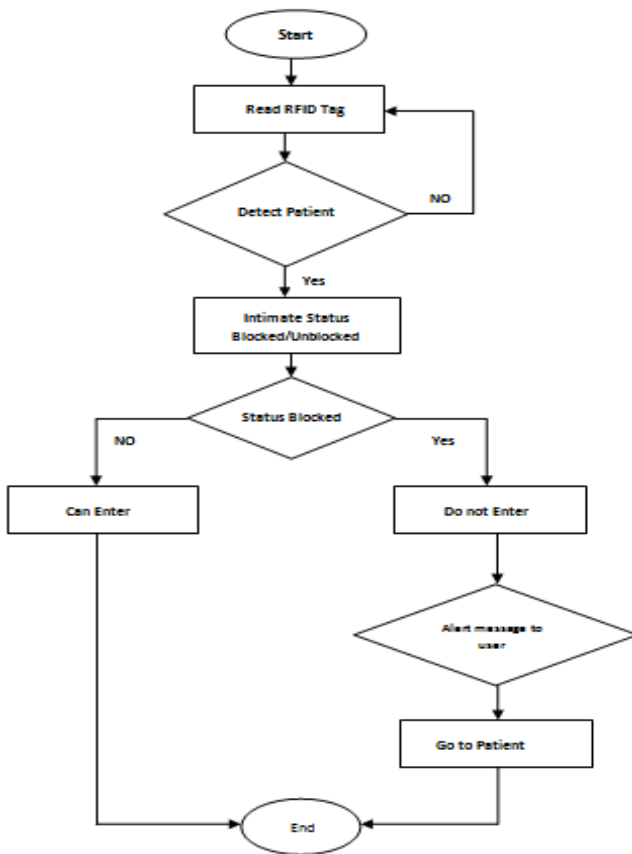 Start
Read RFID Tag
NO
Detect Patient
Yes
Intimate Status
Blocked/Unblocked
Status Blocked
NO
Yes
Can Enter
Do not Enter
Alert message to
user
Go to Patient
End